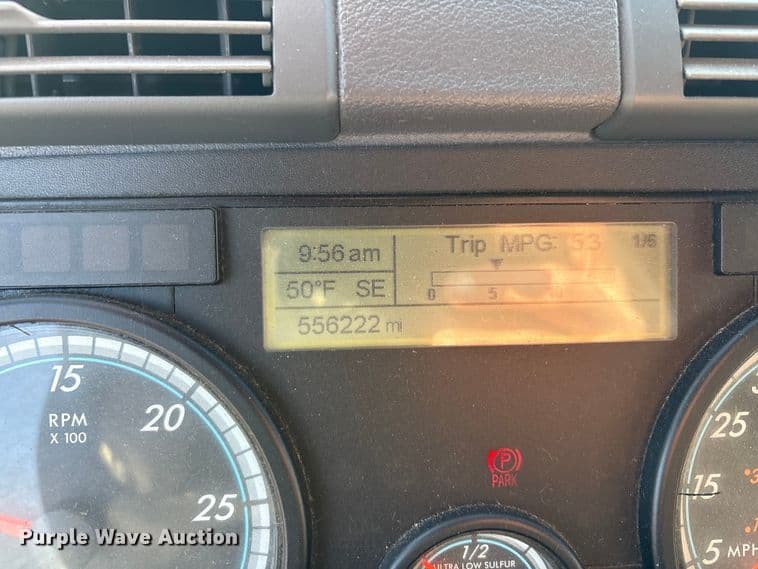 9:56 am
Trip MPG: 5.3
1/5
50°F SE
0 5
556222 mi
15
RPM
X 100
20
25
P
PARK
1/2
ULTRA LOW SULFUR
25
15
5 MPH
Purple Wave Auction